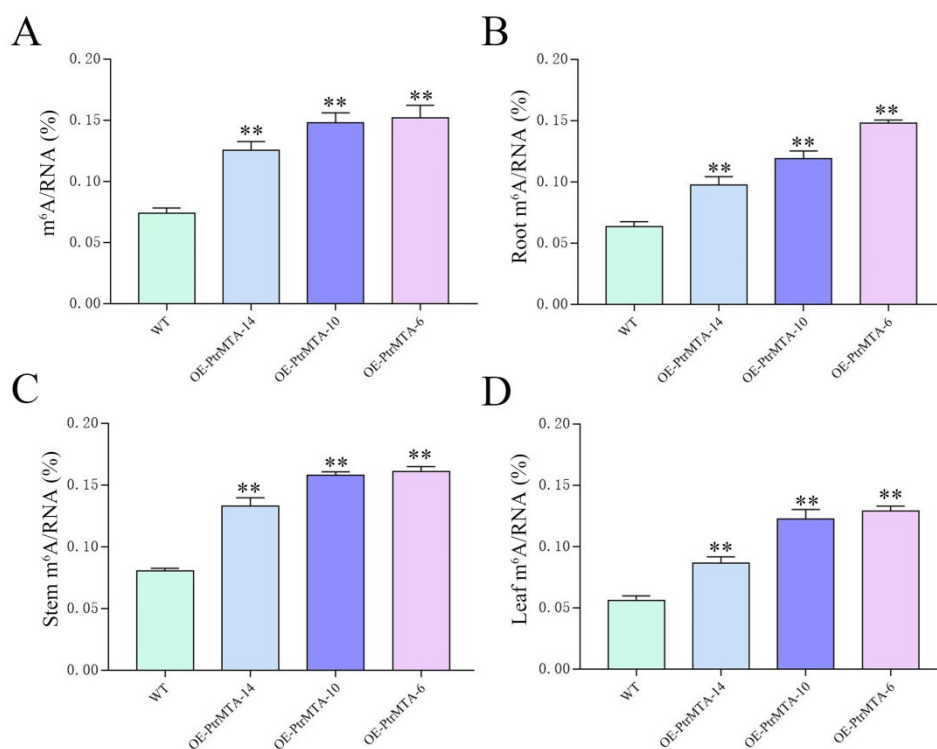 A
m⁶A/RNA (%)
0.20
0.15
0.10
0.05
0.00
**
**
**
WT
OE-PtrMTA-14
OE-PtrMTA-10
OE-PtrMTA-6
B
Root m⁶A/RNA (%)
0.20
0.15
0.10
0.05
0.00
**
**
**
WT
OE-PtrMTA-14
OE-PtrMTA-10
OE-PtrMTA-6
C
Stem m⁶A/RNA (%)
0.20
0.15
0.10
0.05
0.00
**
**
**
WT
OE-PtrMTA-14
OE-PtrMTA-10
OE-PtrMTA-6
D
Leaf m⁶A/RNA (%)
0.20
0.15
0.10
0.05
0.00
**
**
**
WT
OE-PtrMTA-14
OE-PtrMTA-10
OE-PtrMTA-6